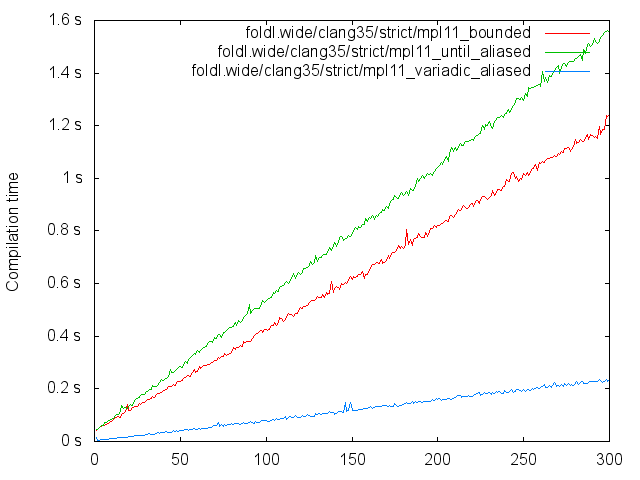 1.6 s
foldl.wide/clang35/strict/mpl11_bounded
foldl.wide/clang35/strict/mpl11_until_aliased
foldl.wide/clang35/strict/mpl11_variadic_aliased
1.4 s
1.2 s
1 s
0.8 s
0.6 s
0.4 s
0.2 s
0 s
Compilation time
0 50 100 150 200 250 300